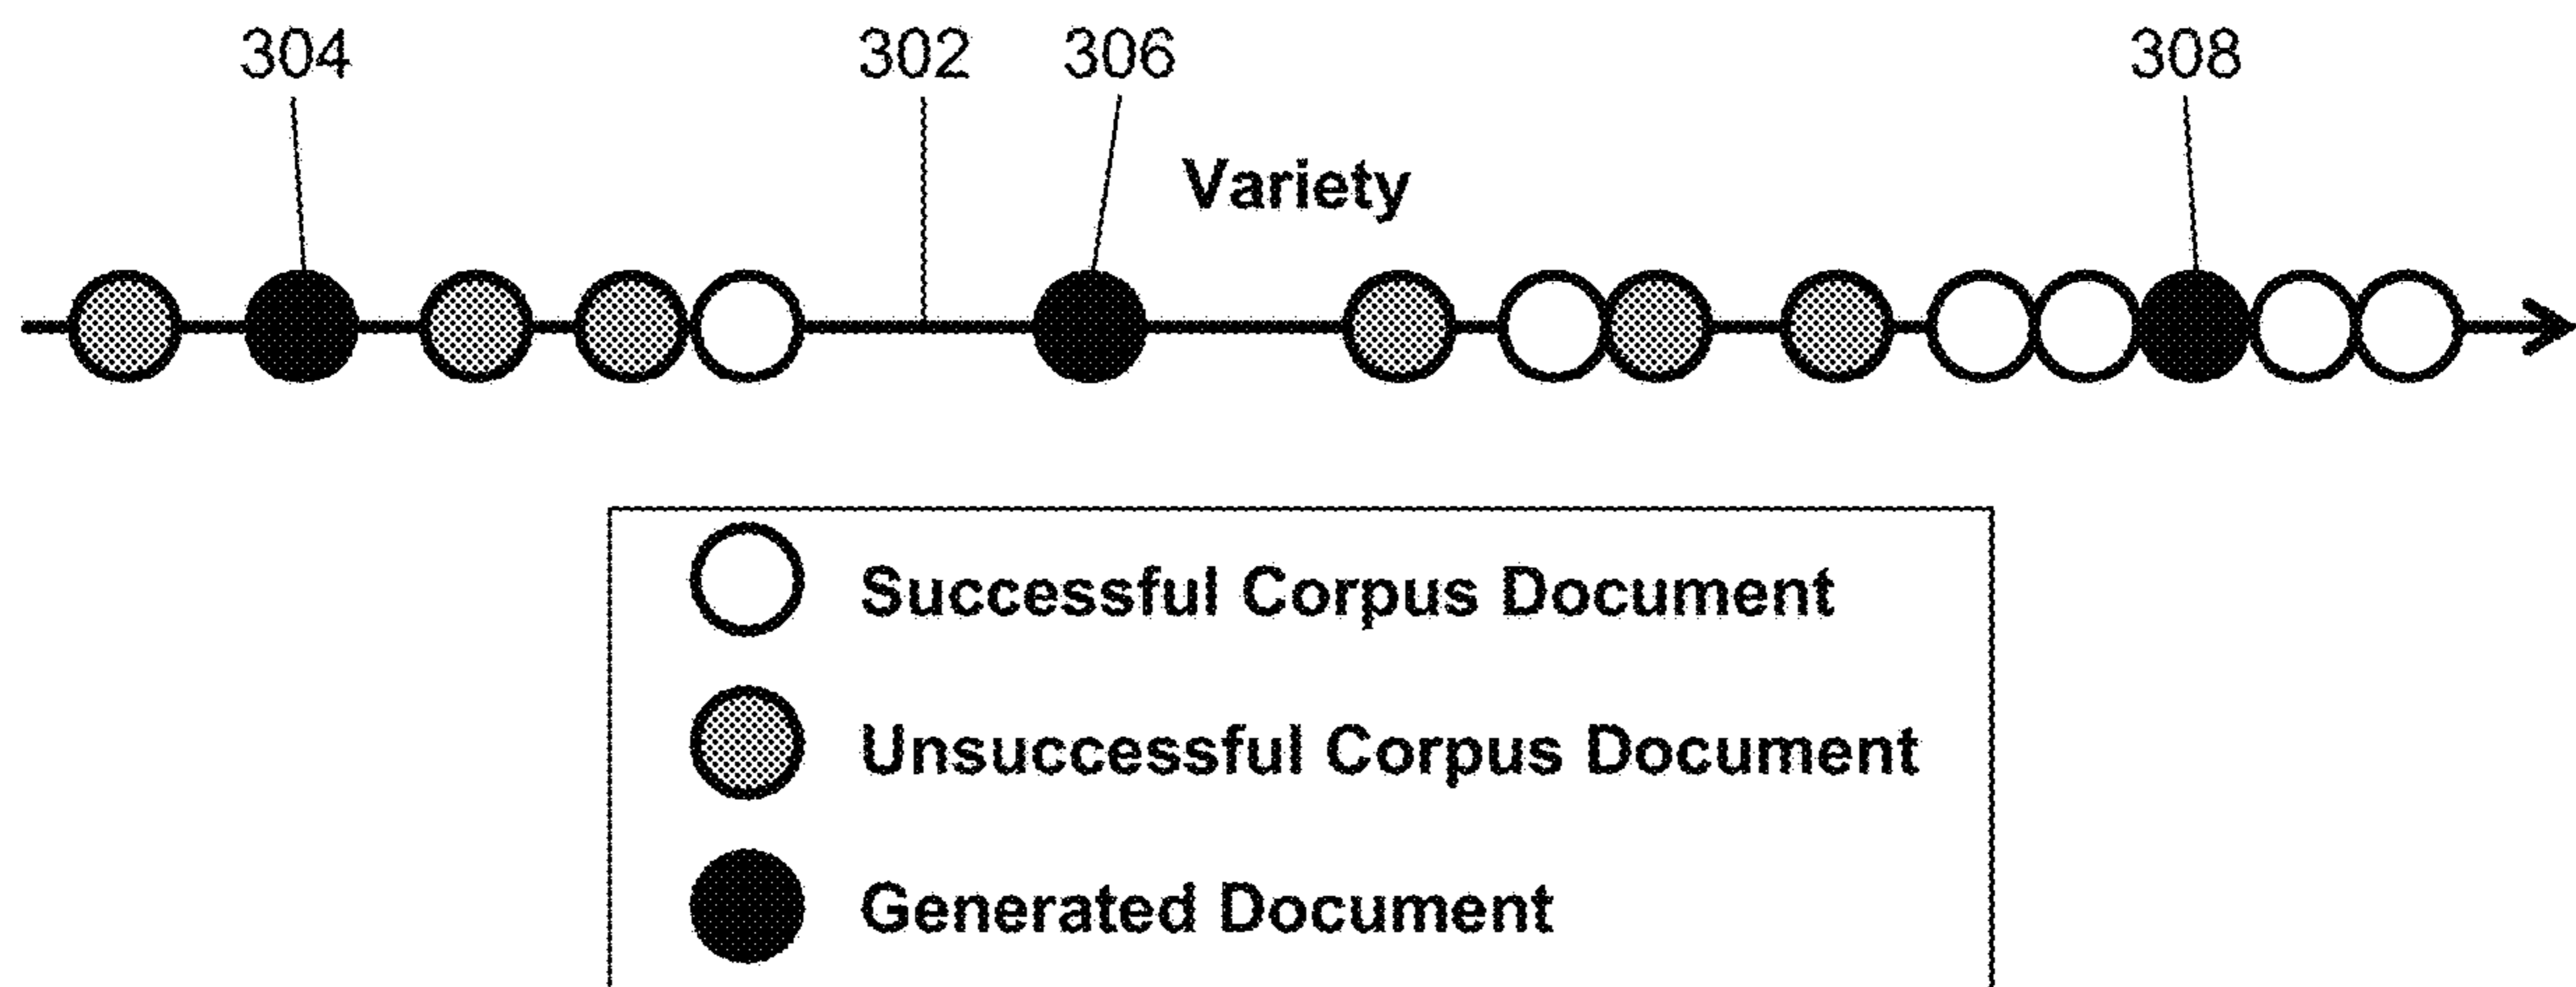 304 302 306 308
Variety
Successful Corpus Document
Unsuccessful Corpus Document
Generated Document